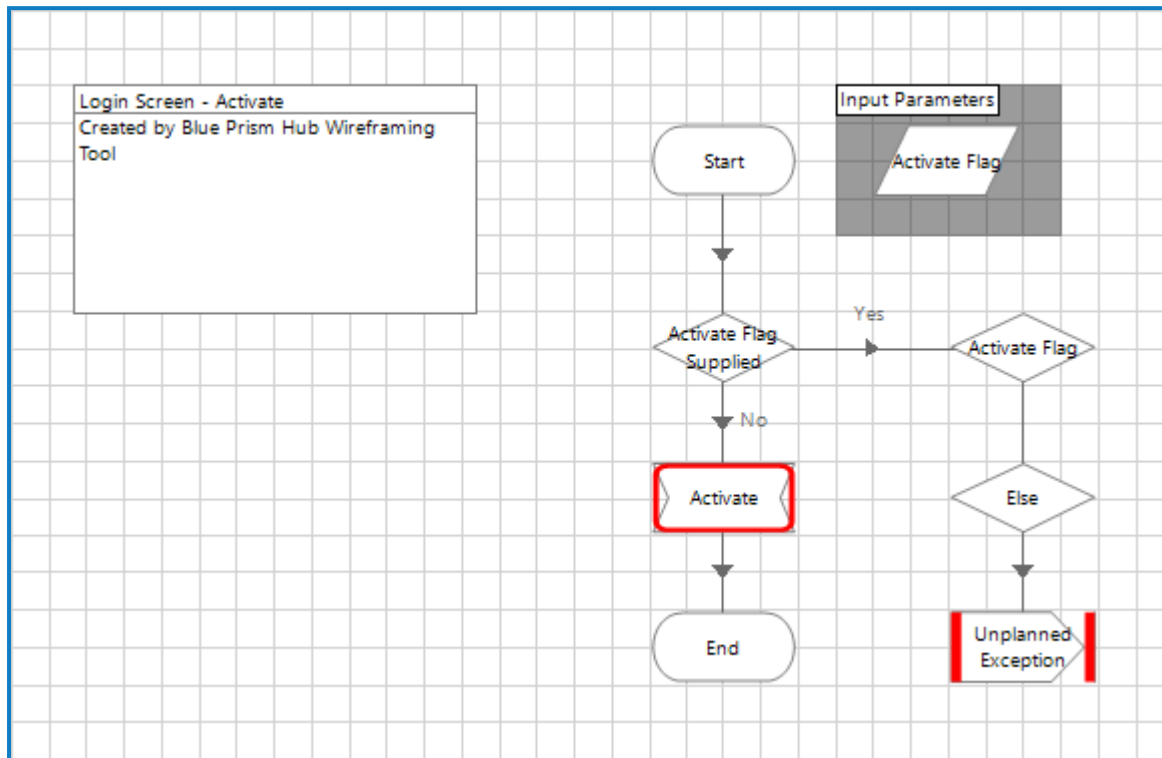 Login Screen - Activate
Created by Blue Prism Hub Wireframing
Tool
Input Parameters
Activate Flag
Start
Activate Flag
Supplied
Yes
Activate Flag
No
Activate
Else
End
Unplanned
Exception